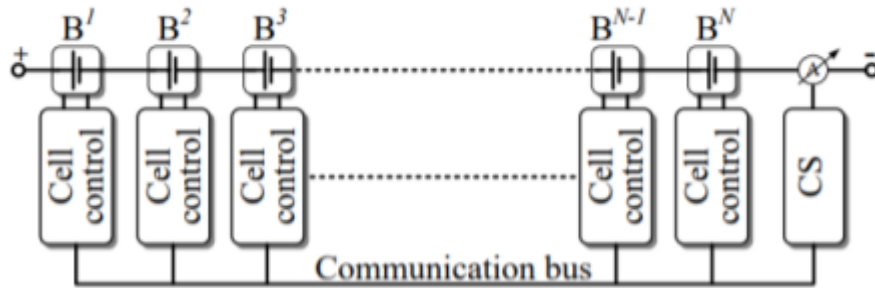 B¹ B² B³ Bᴺ⁻¹ Bᴺ
+ A -
Cell control Cell control Cell control Cell control Cell control CS
Communication bus